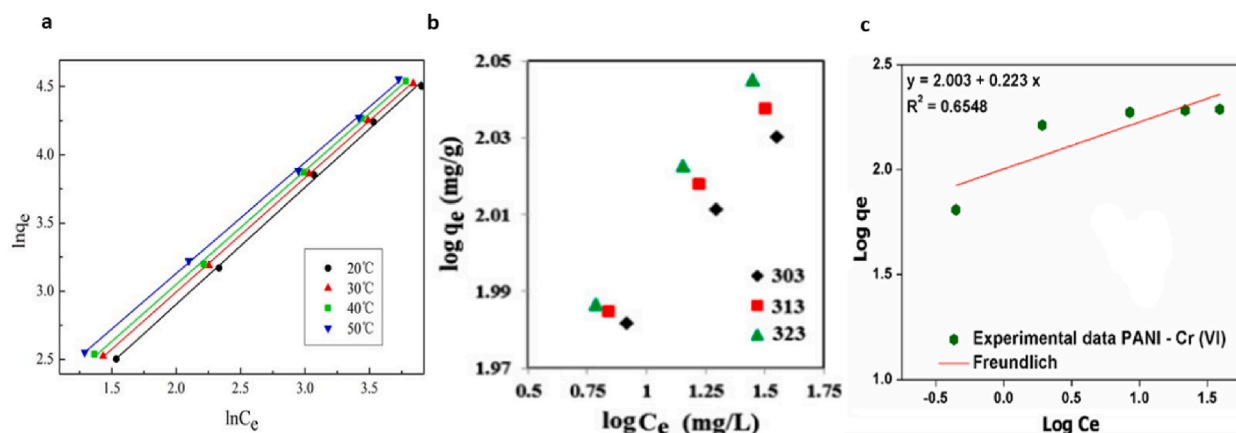 a
4.5
4.0
3.5
3.0
2.5
lnqe
1.5
2.0
2.5
3.0
3.5
lnCe
20℃
30℃
40℃
50℃
b
2.05
2.03
2.01
1.99
1.97
log qe (mg/g)
0.75
1
1.25
1.5
1.75
logCe (mg/L)
303
313
323
c
2.5
2.0
1.5
1.0
Log qe
y = 2.003 + 0.223 x
R2 = 0.6548
Experimental data PANI - Cr (VI)
Freundlich
-0.5
0.0
0.5
1.0
1.5
Log Ce